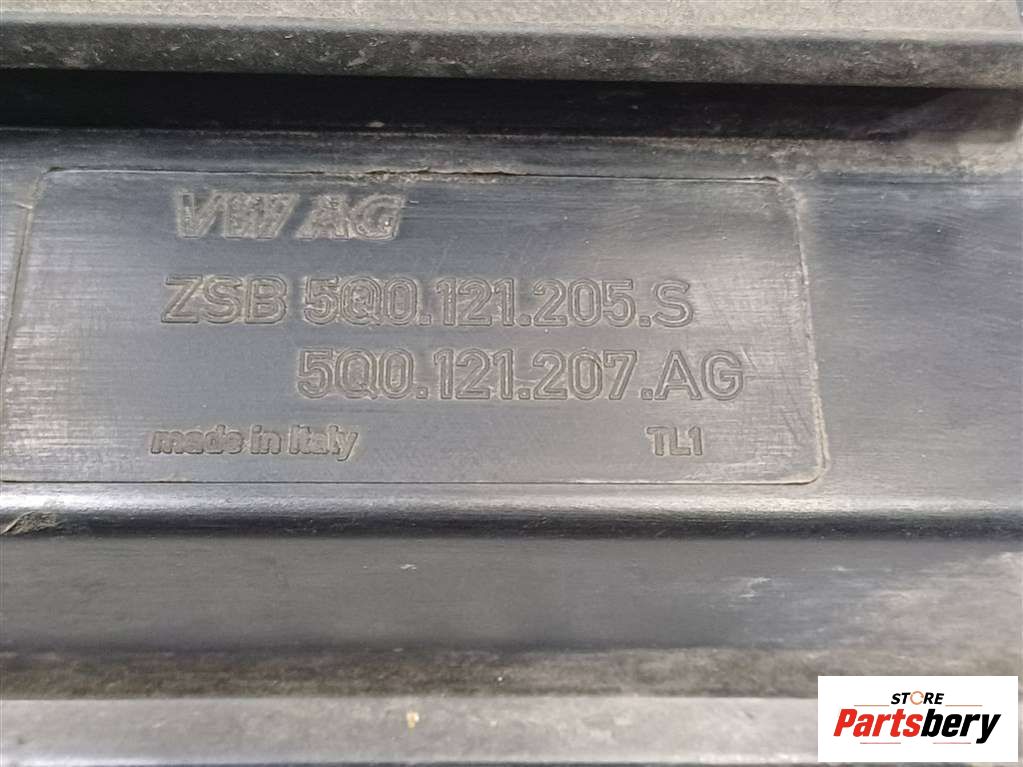 VW AG
ZSB 5Q0.121.205.S
5Q0.121.207.AG
made in Italy TL1
STORE
Partsbery